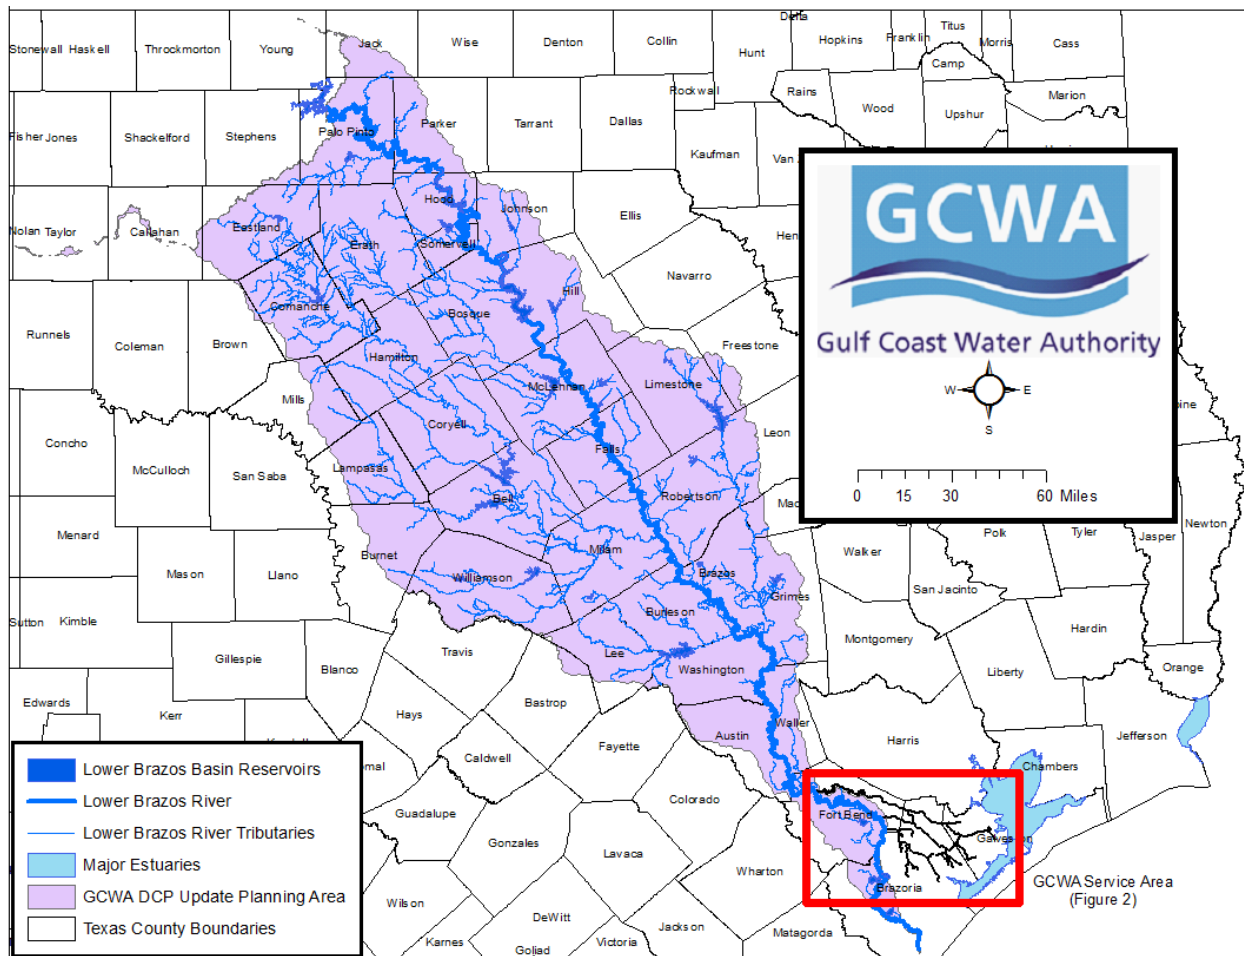 Delta
Titus
Stonewall
Haskell
Throckmorton
Young
Jack
Wise
Denton
Collin
Hunt
Hopkins
Franklin
Morris
Cass
Camp
Rockwall
Rains
Marion
Wood
Upshur
Fisher
Jones
Shackelford
Stephens
Palo Pinto
Parker
Tarrant
Dallas
Kaufman
Hood
Johnson
Ellis
Nolan
Taylor
Callahan
Eastland
Erath
Somervell
Navarro
Comanche
Bosque
Hill
Runnels
Coleman
Brown
Freestone
Hamilton
McLennan
Limestone
Mills
Concho
McCulloch
San Saba
Coryell
Leon
Falls
Lampasas
Bell
Robertson
GCWA
Gulf Coast Water Authority
N
W
E
S
0 15 30 60 Miles
Menard
Mason
Llano
Burnet
Williamson
Milam
Brazos
Grimes
Walker
Polk
Tyler
Jasper
Newton
San Jacinto
Sutton
Kimble
Burleson
Montgomery
Hardin
Gillespie
Blanco
Travis
Lee
Washington
Liberty
Orange
Edwards
Kerr
Hays
Bastrop
Fayette
Austin
Waller
Harris
Jefferson
Caldwell
Chambers
Colorado
Guadalupe
Gonzales
Lavaca
Wharton
Fort Bend
Galveston
Brazoria
GCWA Service Area
(Figure 2)
Wilson
DeWitt
Karnes
Goliad
Victoria
Jackson
Matagorda
Lower Brazos Basin Reservoirs
Lower Brazos River
Lower Brazos River Tributaries
Major Estuaries
GCWA DCP Update Planning Area
Texas County Boundaries